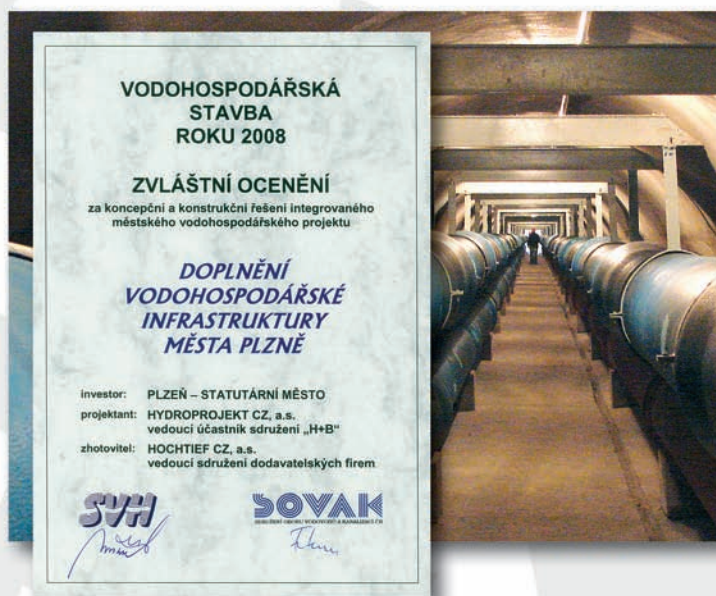 VODOHOSPODÁŘSKÁ
STAVBA
ROKU 2008
ZVLÁŠTNÍ OCENĚNÍ
za koncepční a konstrukční řešení integrovaného
městského vodohospodářského projektu
DOPLNĚNÍ
VODOHOSPODÁŘSKÉ
INFRASTRUKTURY
MĚSTA PLZNĚ
investor: PLZEŇ – STATUTÁRNÍ MĚSTO
projektant: HYDROPROJEKT CZ, a.s.
vedoucí účastník sdružení „H+B“
zhotovitel: HOCHTIEF CZ, a.s.
vedoucí sdružení dodavatelských firem
SVH
SOVAK